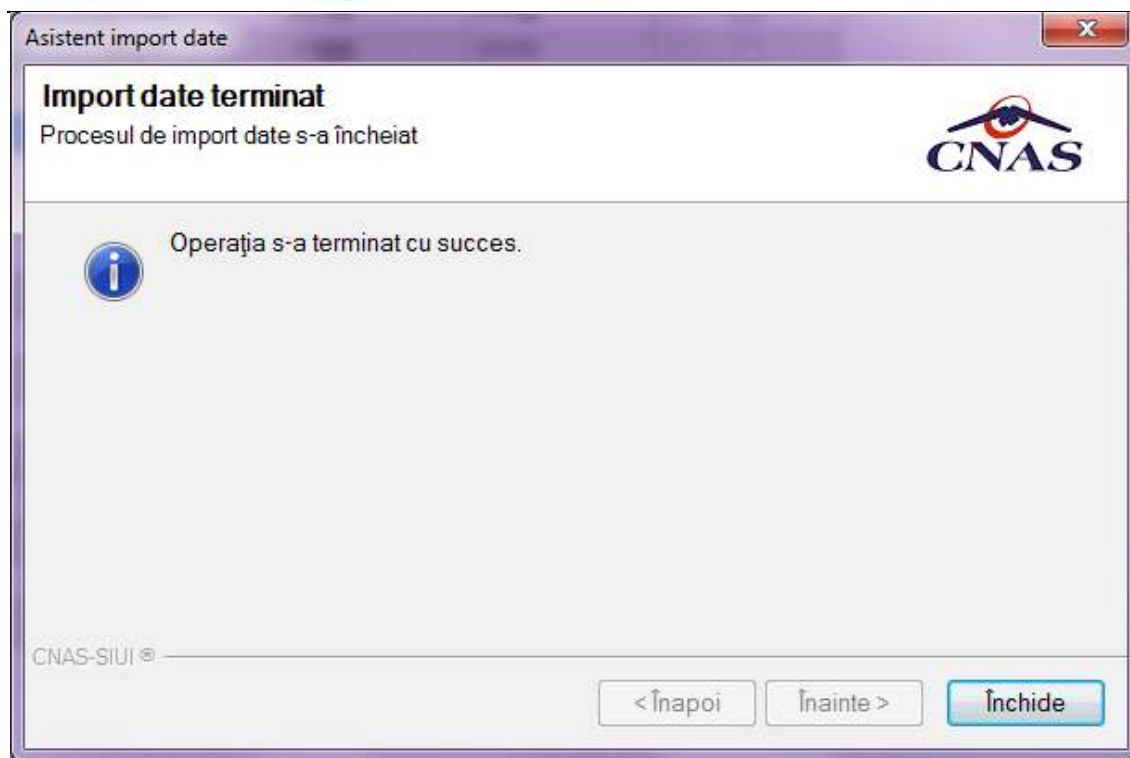 Asistent import date
Import date terminat
Procesul de import date s-a încheiat
CNAS
Operaţia s-a terminat cu succes.
CNAS-SIUI ®
< Înapoi
Înainte >
Închide